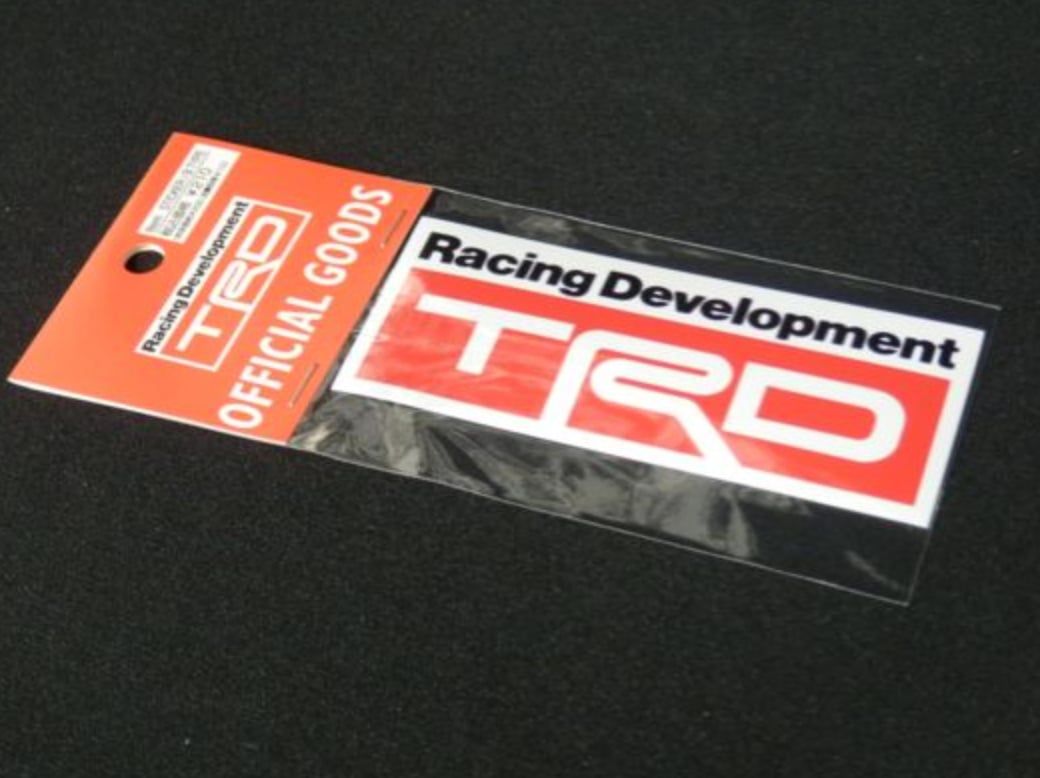 Racing Development
TRD
OFFICIAL GOODS
Racing Development
TRD